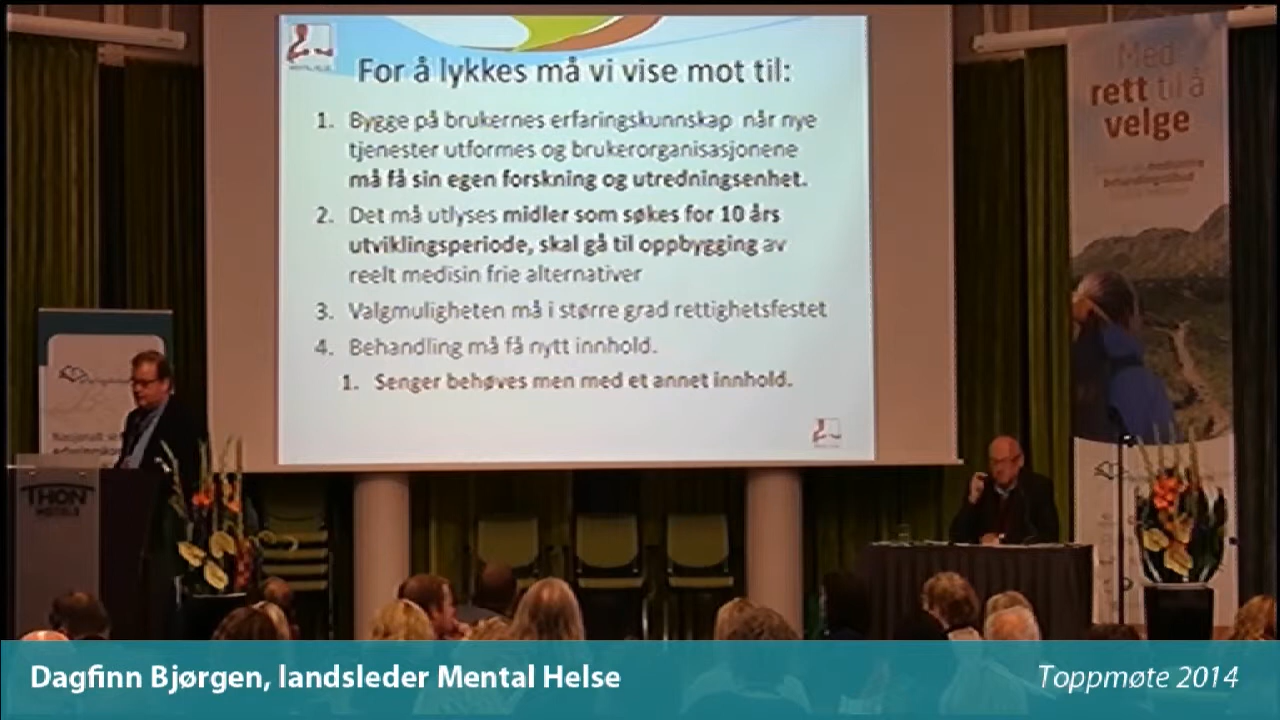 MENTAL HELSE
For å lykkes må vi vise mot til:
1. Bygge på brukernes erfaringskunnskap når nye
tjenester utformes og brukerorganisasjonene
må få sin egen forskning og utredningsenhet.
2. Det må utlyses midler som søkes for 10 års
utviklingsperiode, skal gå til oppbygging av
reelt medisin frie alternativer
3. Valgmuligheten må i større grad rettighetsfestet
4. Behandling må få nytt innhold.
1. Senger behøves men med et annet innhold.
Med
rett til å
velge
behandlingstilbud
THON
HOTELS
Dagfinn Bjørgen, landsleder Mental Helse
Toppmøte 2014